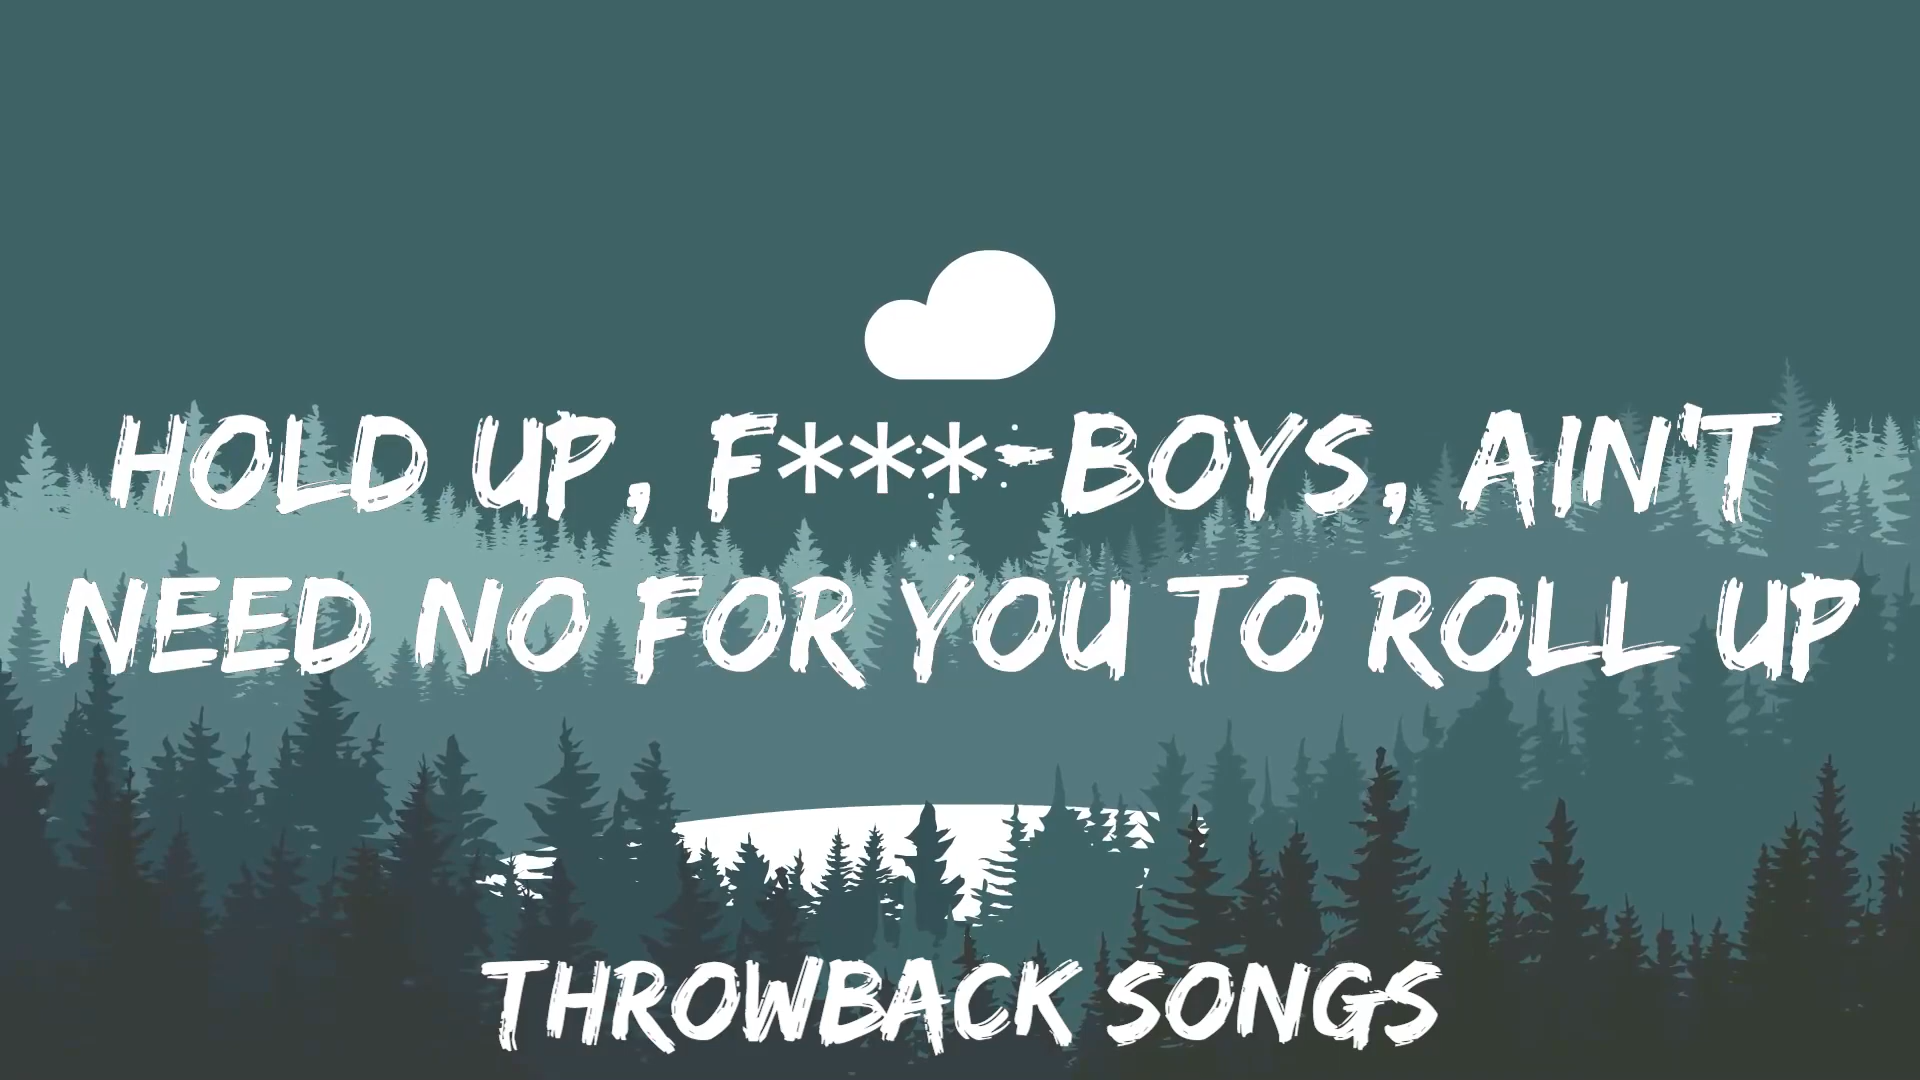 HOLD UP, F***-BOYS, AIN'T
NEED NO FOR YOU TO ROLL UP
THROWBACK SONGS